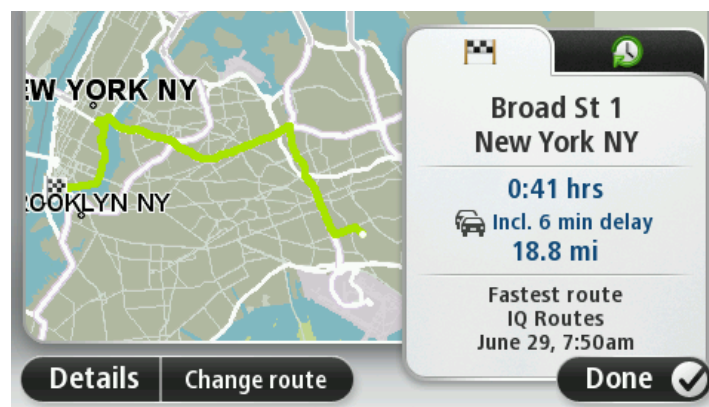 EW YORK NY
OOKLYN NY
Broad St 1
New York NY
0:41 hrs
Incl. 6 min delay
18.8 mi
Fastest route
IQ Routes
June 29, 7:50am
Details
Change route
Done